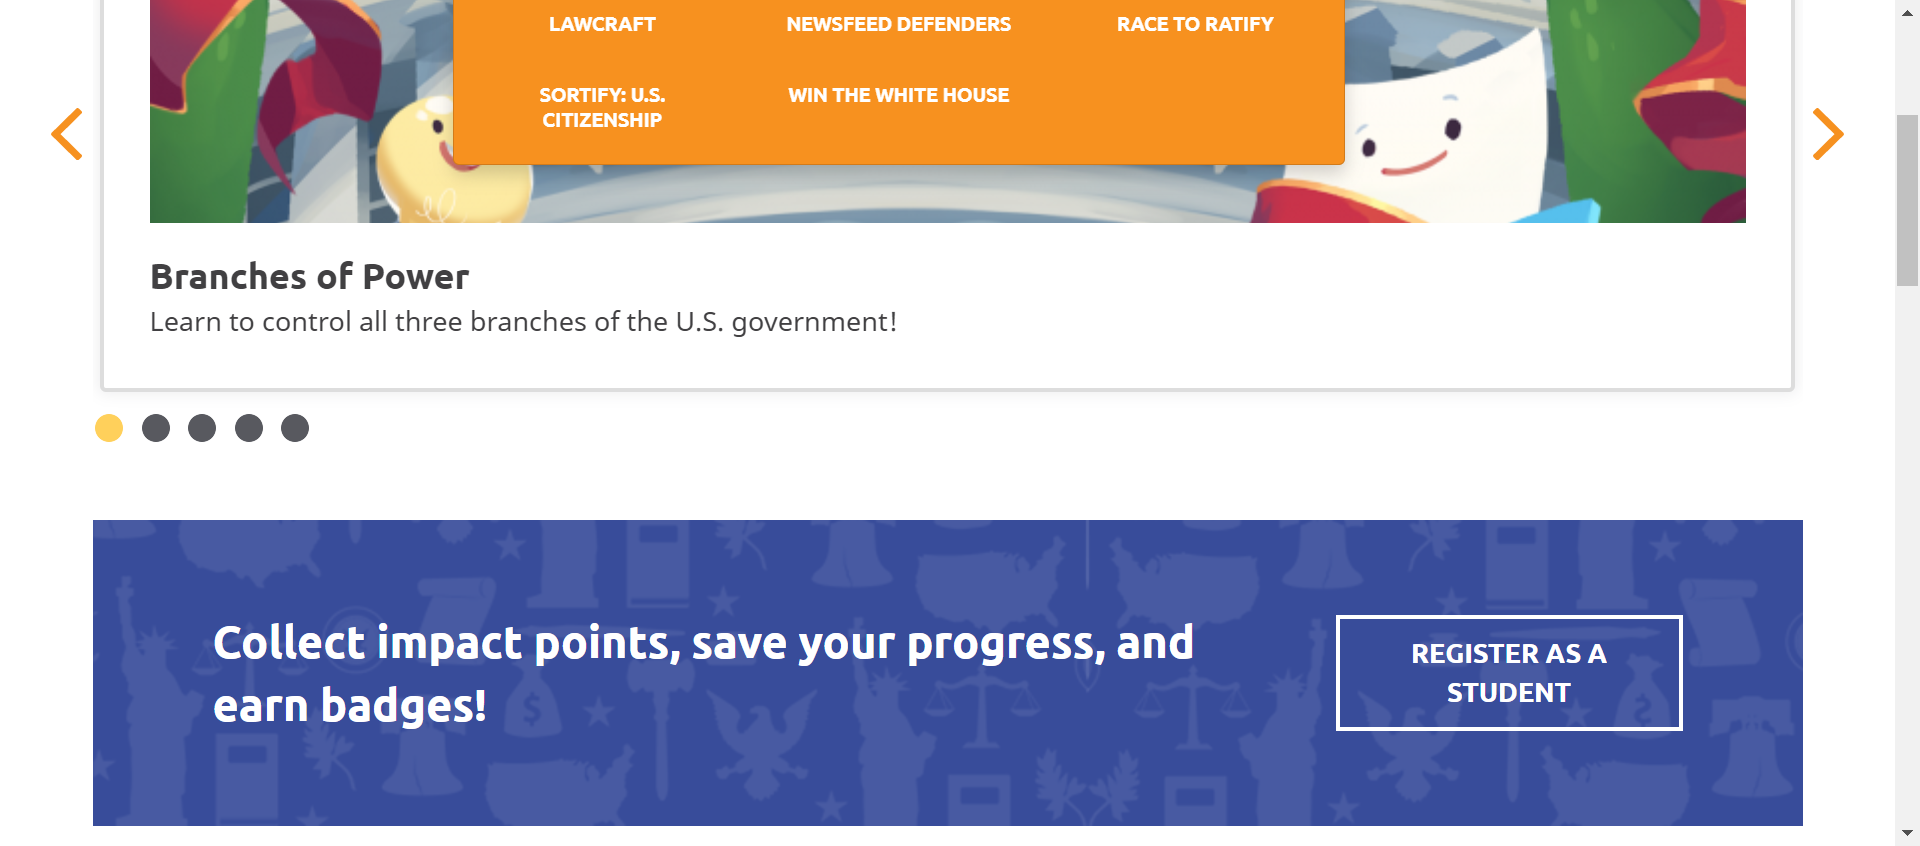 LAWCRAFT
NEWSFEED DEFENDERS
RACE TO RATIFY
SORTIFY: U.S.
CITIZENSHIP
WIN THE WHITE HOUSE
Branches of Power
Learn to control all three branches of the U.S. government!
Collect impact points, save your progress, and
earn badges!
REGISTER AS A
STUDENT